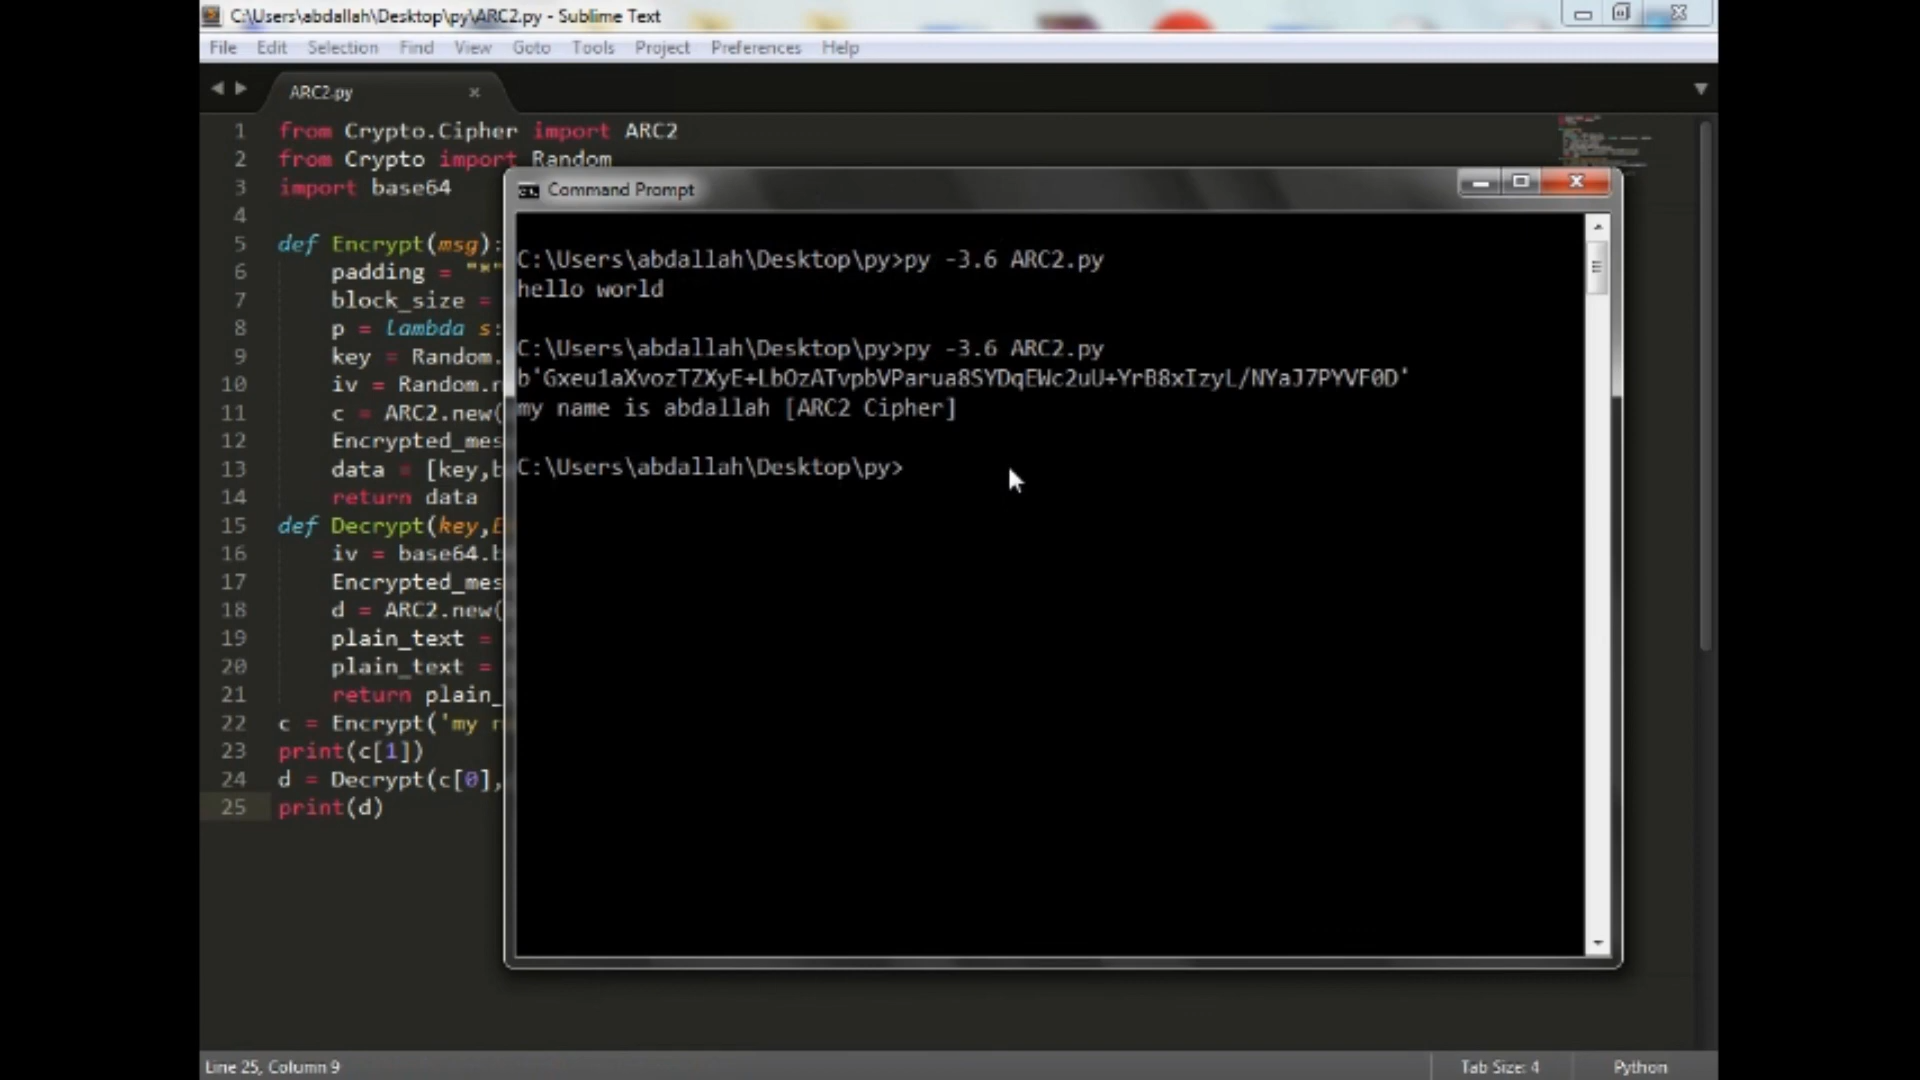 C:\Users\abdallah\Desktop\py\ARC2.py - Sublime Text
File Edit Selection Find View Goto Tools Project Preferences Help
ARC2.py
1 from Crypto.Cipher import ARC2
2 from Crypto import Random
3 import base64
4
5 def Encrypt(msg):
6 padding = "*"
7 block_size =
8 p = lambda s:
9 key = Random.
10 iv = Random.
11 c = ARC2.new(
12 Encrypted_mes
13 data = [key,b
14 return data
15 def Decrypt(key,E
16 iv = base64.b
17 Encrypted_mes
18 d = ARC2.new(
19 plain_text =
20 plain_text =
21 return plain_
22 c = Encrypt('my n
23 print(c[1])
24 d = Decrypt(c[0],
25 print(d)
Command Prompt
C:\Users\abdallah\Desktop\py>py -3.6 ARC2.py
hello world
C:\Users\abdallah\Desktop\py>py -3.6 ARC2.py
b'Gxeu1aXvozTZXyE+LbOzATvpbVParua8SYDqEWc2uU+YrB8xIzyL/NYaJ7PYVF0D'
my name is abdallah [ARC2 Cipher]
C:\Users\abdallah\Desktop\py>
Line 25, Column 9
Tab Size: 4
Python